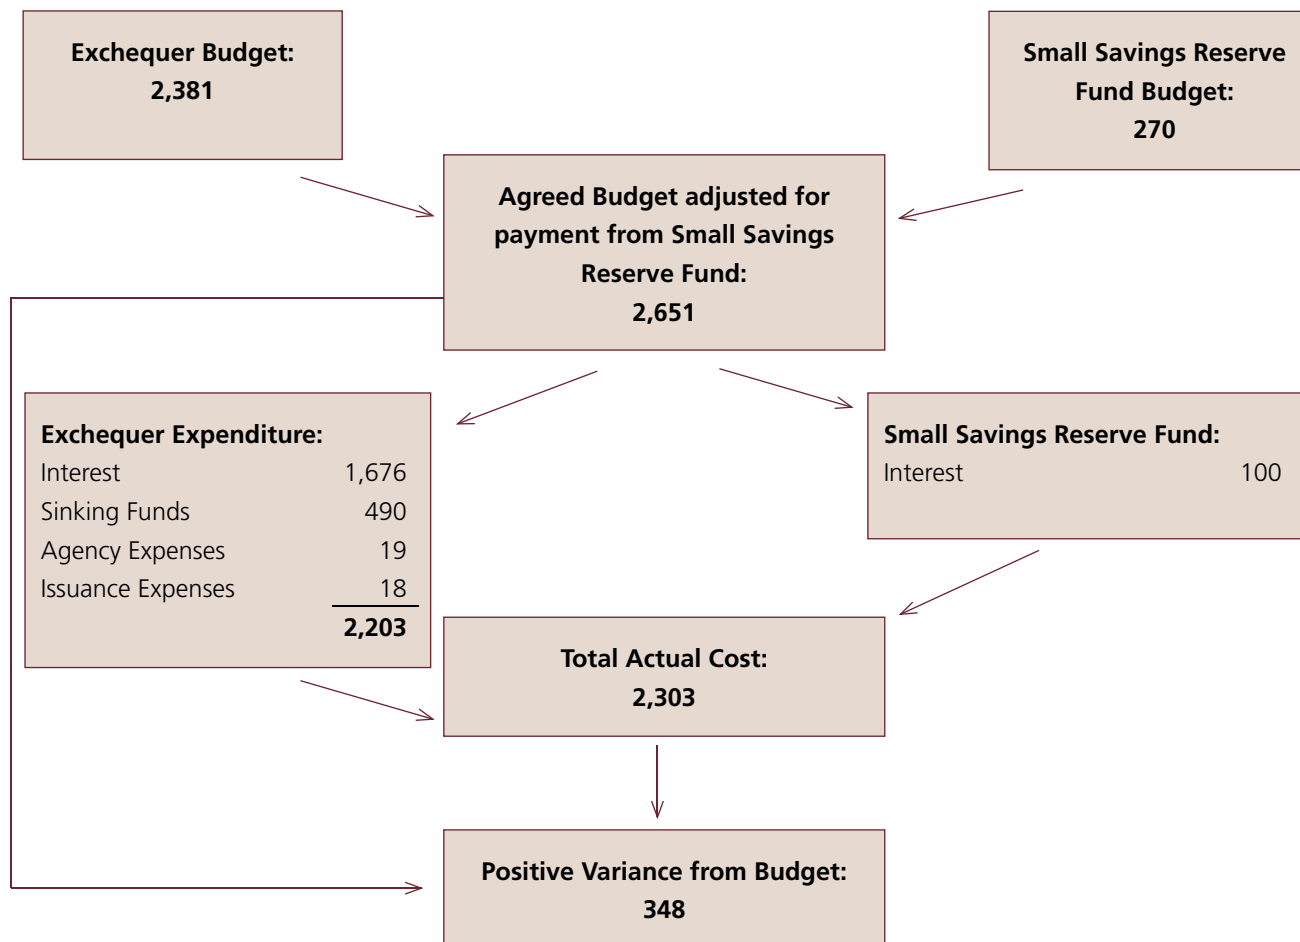 Exchequer Budget:
2,381
Small Savings Reserve
Fund Budget:
270
Agreed Budget adjusted for
payment from Small Savings
Reserve Fund:
2,651
Exchequer Expenditure:
Interest 1,676
Sinking Funds 490
Agency Expenses 19
Issuance Expenses 18
2,203
Small Savings Reserve Fund:
Interest 100
Total Actual Cost:
2,303
Positive Variance from Budget:
348